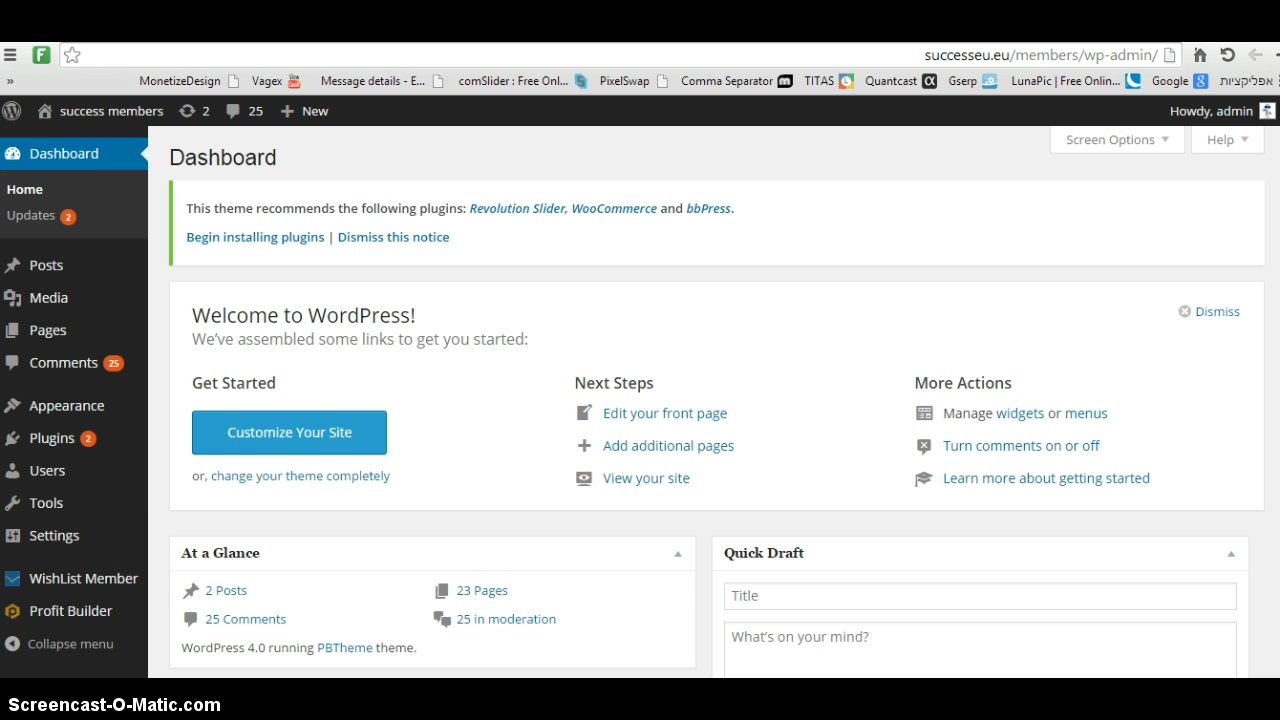 successeu.eu/members/wp-admin/
» MonetizeDesign Vagex Message details - E... comSlider : Free Onl... PixelSwap Comma Separator TITAS Quantcast Gserp LunaPic | Free Onlin... Google אפליקציות
success members 2 25 + New Howdy, admin
Dashboard
Home
Updates 2
Posts
Media
Pages
Comments 25
Appearance
Plugins 2
Users
Tools
Settings
WishList Member
Profit Builder
Collapse menu
Screen Options Help
Dashboard
This theme recommends the following plugins: Revolution Slider, WooCommerce and bbPress.
Begin installing plugins | Dismiss this notice
Welcome to WordPress!
Dismiss
We've assembled some links to get you started:
Get Started
Customize Your Site
or, change your theme completely
Next Steps
Edit your front page
Add additional pages
View your site
More Actions
Manage widgets or menus
Turn comments on or off
Learn more about getting started
At a Glance
2 Posts 23 Pages
25 Comments 25 in moderation
WordPress 4.0 running PBTheme theme.
Quick Draft
Title
What's on your mind?
Screencast-O-Matic.com